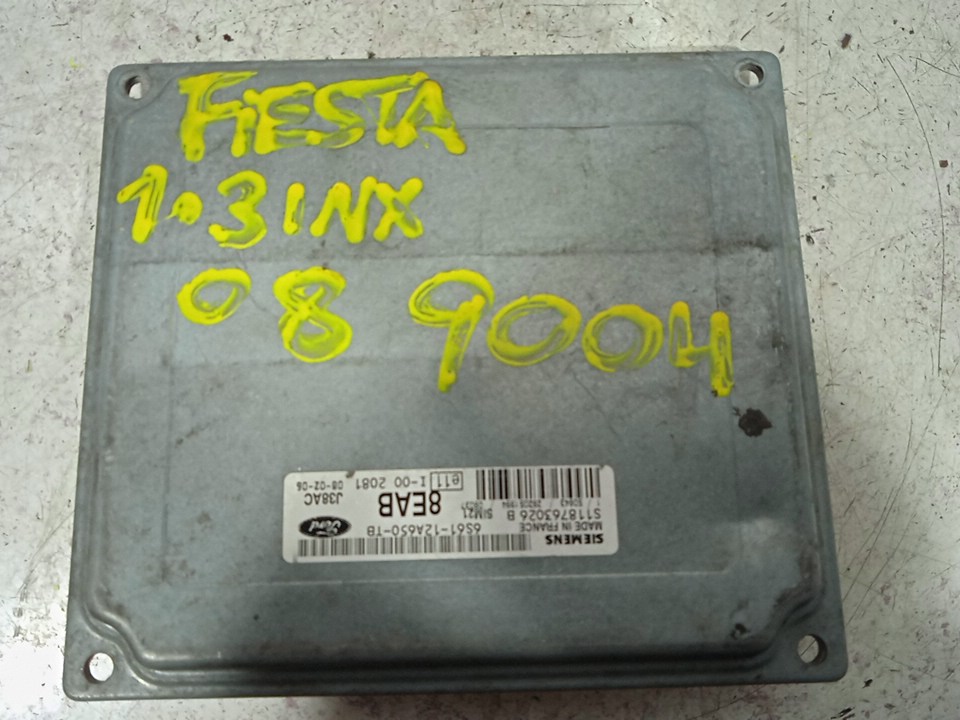 FIESTA
1.3 INX
08 9004
SIEMENS
MADE IN FRANCE
S118763026 B
SIM21
6S61-12A650-TB
8EAB
Ford
J38AC
e11 I-00 2081
08-02-06